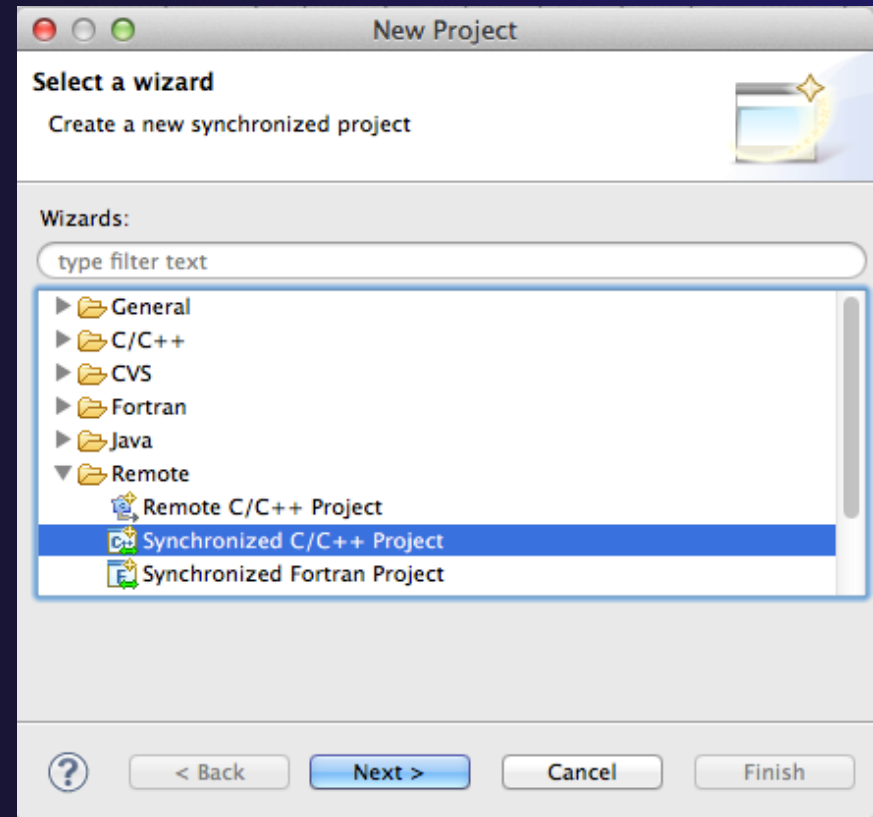 New Project
Select a wizard
Create a new synchronized project
Wizards:
type filter text
General
C/C++
CVS
Fortran
Java
Remote
Remote C/C++ Project
Synchronized C/C++ Project
Synchronized Fortran Project
? < Back Next > Cancel Finish